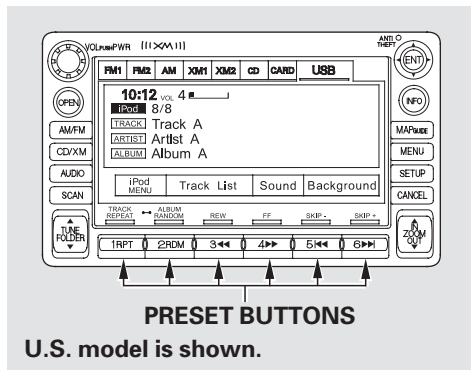 VOL PUSH PWR
XM
ANTI THEFT
FM1 FM2 AM XM1 XM2 CD CARD USB
ENT
OPEN
INFO
10:12 VOL 4
iPod 8/8
TRACK Track A
ARTIST Artist A
ALBUM Album A
AM/FM
CD/XM
AUDIO
SCAN
MAP GUIDE
MENU
SETUP
CANCEL
iPod MENU Track List Sound Background
TRACK REPEAT ALBUM RANDOM REW FF SKIP - SKIP +
TUNE FOLDER
1RPT 2RDM 3◀◀ 4▶▶ 5|◀◀ 6▶▶|
IN ZOOM OUT
PRESET BUTTONS
U.S. model is shown.